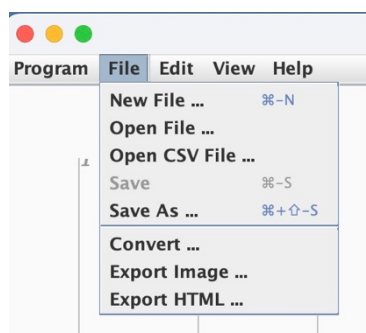 Program File Edit View Help
New File ... ⌘-N
Open File ...
Open CSV File ...
Save ⌘-S
Save As ... ⌘+⇧-S
Convert ...
Export Image ...
Export HTML ...